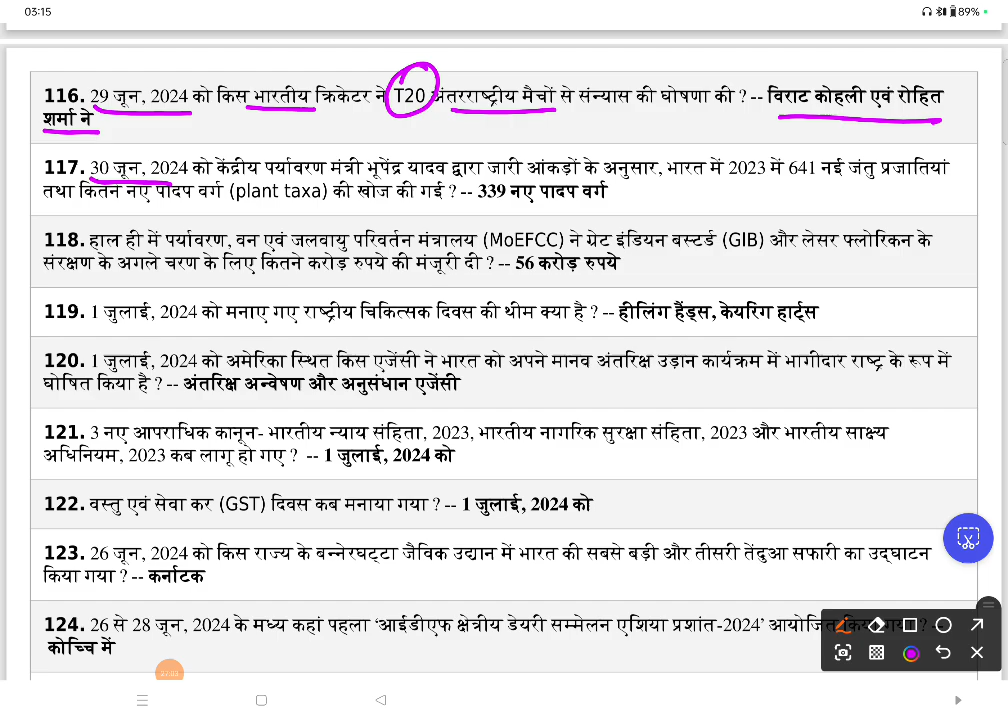 03:15
89%
116. 29 जून, 2024 को किस भारतीय क्रिकेटर ने T20 अंतरराष्ट्रीय मैचों से संन्यास की घोषणा की ? -- विराट कोहली एवं रोहित
शर्मा ने
117. 30 जून, 2024 को केंद्रीय पर्यावरण मंत्री भूपेंद्र यादव द्वारा जारी आंकड़ों के अनुसार, भारत में 2023 में 641 नई जंतु प्रजातियां
तथा कितने नए पादप वर्ग (plant taxa) की खोज की गई ? -- 339 नए पादप वर्ग
118. हाल ही में पर्यावरण, वन एवं जलवायु परिवर्तन मंत्रालय (MoEFCC) ने ग्रेट इंडियन बस्टर्ड (GIB) और लेसर फ्लोरिकन के
संरक्षण के अगले चरण के लिए कितने करोड़ रुपये की मंजूरी दी ? -- 56 करोड़ रुपये
119. 1 जुलाई, 2024 को मनाए गए राष्ट्रीय चिकित्सक दिवस की थीम क्या है ? -- हीलिंग हैंड्स, केयरिंग हार्ट्स
120. 1 जुलाई, 2024 को अमेरिका स्थित किस एजेंसी ने भारत को अपने मानव अंतरिक्ष उड़ान कार्यक्रम में भागीदार राष्ट्र के रूप में
घोषित किया है ? -- अंतरिक्ष अन्वेषण और अनुसंधान एजेंसी
121. 3 नए आपराधिक कानून- भारतीय न्याय संहिता, 2023, भारतीय नागरिक सुरक्षा संहिता, 2023 और भारतीय साक्ष्य
अधिनियम, 2023 कब लागू हो गए ? -- 1 जुलाई, 2024 को
122. वस्तु एवं सेवा कर (GST) दिवस कब मनाया गया ? -- 1 जुलाई, 2024 को
123. 26 जून, 2024 को किस राज्य के बन्नेरघट्टा जैविक उद्यान में भारत की सबसे बड़ी और तीसरी तेंदुआ सफारी का उद्घाटन
किया गया ? -- कर्नाटक
124. 26 से 28 जून, 2024 के मध्य कहां पहला ‘आईडीएफ क्षेत्रीय डेयरी सम्मेलन एशिया प्रशांत-2024’ आयोजित किया गया ? --
कोच्चि में